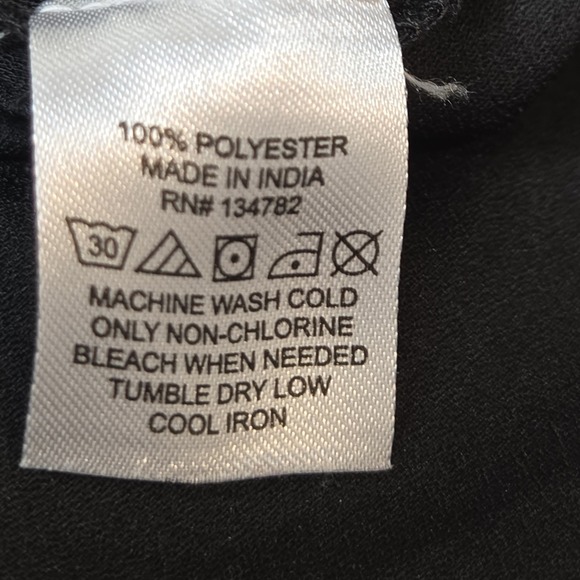 100% POLYESTER
MADE IN INDIA
RN# 134782
30
MACHINE WASH COLD
ONLY NON-CHLORINE
BLEACH WHEN NEEDED
TUMBLE DRY LOW
COOL IRON